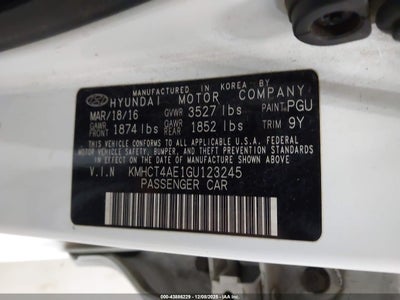 MANUFACTURED IN KOREA BY
HYUNDAI MOTOR COMPANY
MAR/18/16 GVWR 3527 lbs PAINT PGU
GAWR FRONT 1874 lbs GAWR REAR 1852 lbs TRIM 9Y
THIS VEHICLE CONFORMS TO ALL APPLICABLE FEDERAL
MOTOR VEHICLE SAFETY, BUMPER, AND THEFT
PREVENTION STANDARDS IN EFFECT ON THE DATE OF
MANUFACTURE SHOWN ABOVE.
V.I.N KMHCT4AE1GU123245
PASSENGER CAR
000-43886229 - 12/08/2025 - IAA